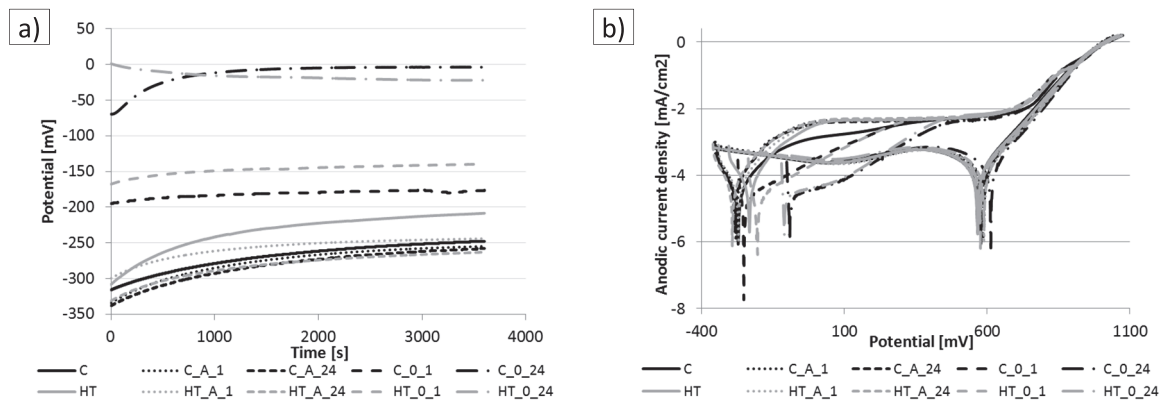 a)
50
0
-50
-100
-150
-200
-250
-300
-350
Potential [mV]
0 1000 2000 3000 4000
Time [s]
C C_A_1 C_A_24 C_0_1 C_0_24
HT HT_A_1 HT_A_24 HT_0_1 HT_0_24
b)
0
-2
-4
-6
-8
Anodic current density [mA/cm2]
-400 100 600 1100
Potential [mV]
C C_A_1 C_A_24 C_0_1 C_0_24
HT HT_A_1 HT_A_24 HT_0_1 HT_0_24